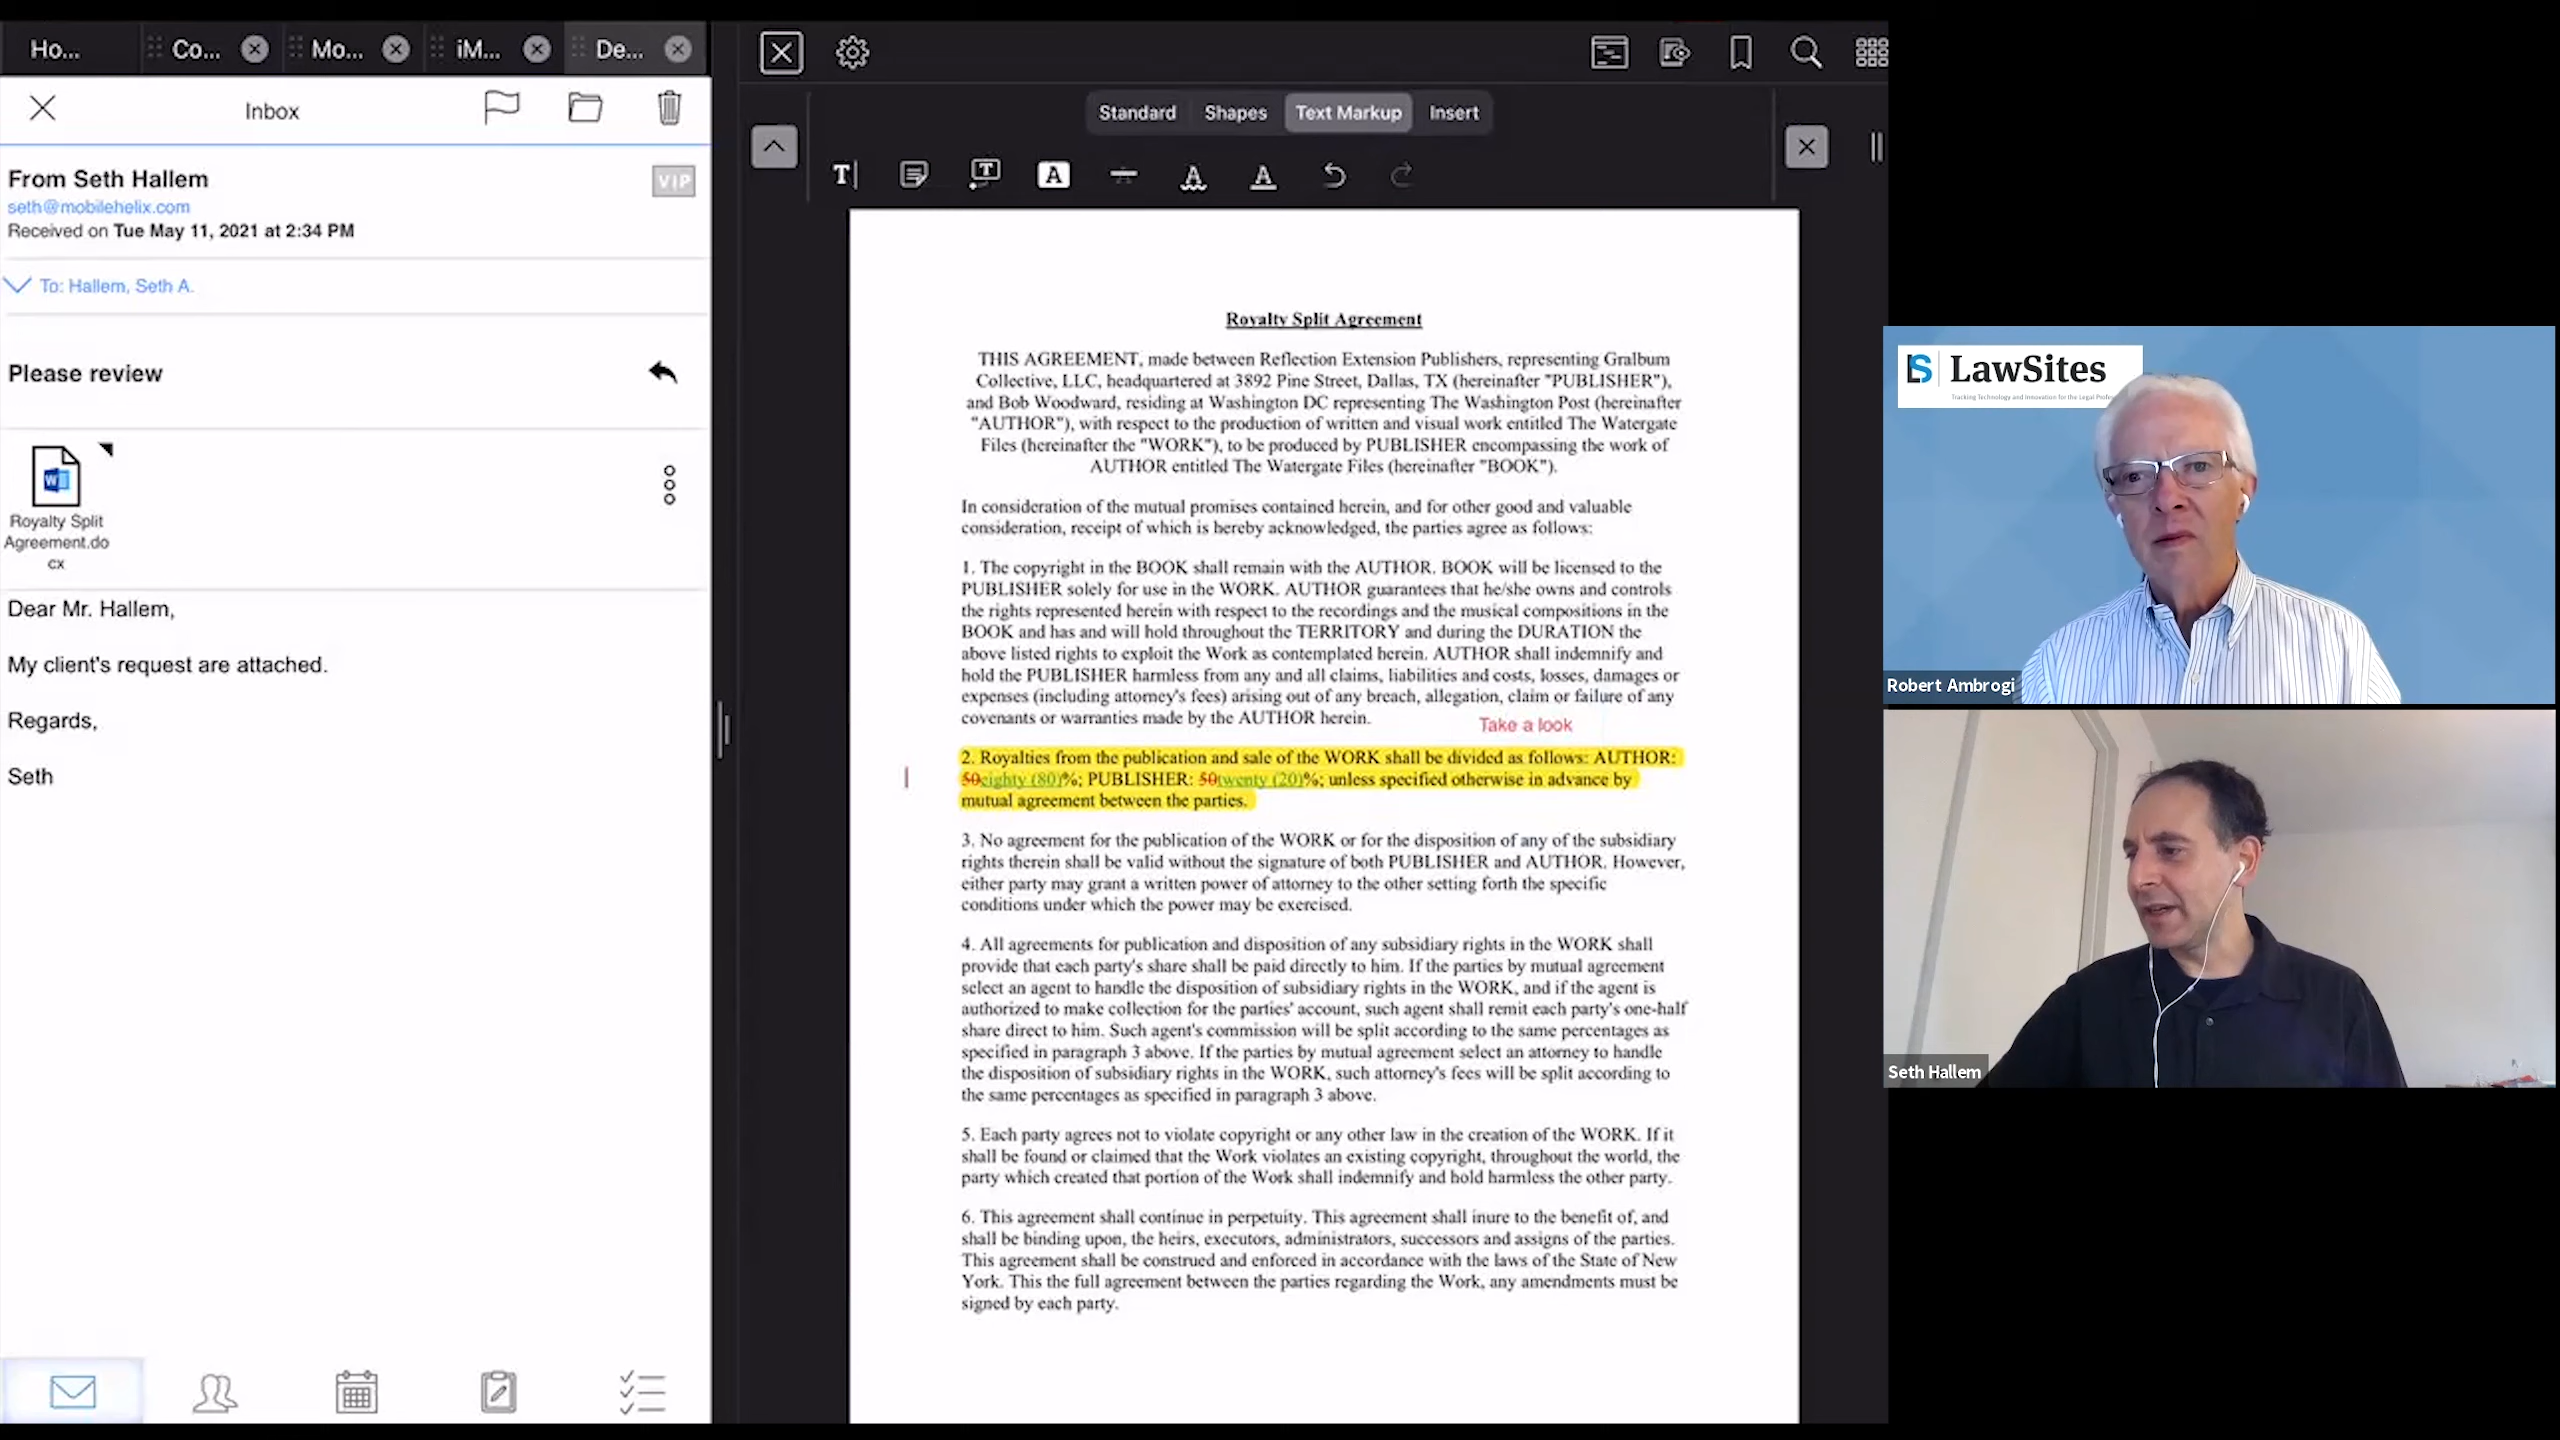 Ho...
Co...
Mo...
iM...
De...
Inbox
From Seth Hallem
VIP
seth@mobilehelix.com
Received on Tue May 11, 2021 at 2:34 PM
To: Hallem, Seth A.
Please review
W
Royalty Split
Agreement.do
cx
Dear Mr. Hallem,
My client's request are attached.
Regards,
Seth
Standard
Shapes
Text Markup
Insert
T
T
A
A
A
Royalty Split Agreement
THIS AGREEMENT, made between Reflection Extension Publishers, representing Gralbum
Collective, LLC, headquartered at 3892 Pine Street, Dallas, TX (hereinafter "PUBLISHER"),
and Bob Woodward, residing at Washington DC representing The Washington Post (hereinafter
"AUTHOR"), with respect to the production of written and visual work entitled The Watergate
Files (hereinafter the "WORK"), to be produced by PUBLISHER encompassing the work of
AUTHOR entitled The Watergate Files (hereinafter "BOOK").
In consideration of the mutual promises contained herein, and for other good and valuable
consideration, receipt of which is hereby acknowledged, the parties agree as follows:
1. The copyright in the BOOK shall remain with the AUTHOR. BOOK will be licensed to the
PUBLISHER solely for use in the WORK. AUTHOR guarantees that he/she owns and controls
the rights represented herein with respect to the recordings and the musical compositions in the
BOOK and has and will hold throughout the TERRITORY and during the DURATION the
above listed rights to exploit the Work as contemplated herein. AUTHOR shall indemnify and
hold the PUBLISHER harmless from any and all claims, liabilities and costs, losses, damages or
expenses (including attorney's fees) arising out of any breach, allegation, claim or failure of any
covenants or warranties made by the AUTHOR herein.
Take a look
2. Royalties from the publication and sale of the WORK shall be divided as follows: AUTHOR:
50eighty (80)%; PUBLISHER: 50twenty (20)%; unless specified otherwise in advance by
mutual agreement between the parties.
3. No agreement for the publication of the WORK or for the disposition of any of the subsidiary
rights therein shall be valid without the signature of both PUBLISHER and AUTHOR. However,
either party may grant a written power of attorney to the other setting forth the specific
conditions under which the power may be exercised.
4. All agreements for publication and disposition of any subsidiary rights in the WORK shall
provide that each party's share shall be paid directly to him. If the parties by mutual agreement
select an agent to handle the disposition of subsidiary rights in the WORK, and if the agent is
authorized to make collection for the parties' account, such agent shall remit each party's one-half
share direct to him. Such agent's commission will be split according to the same percentages as
specified in paragraph 3 above. If the parties by mutual agreement select an attorney to handle
the disposition of subsidiary rights in the WORK, such attorney's fees will be split according to
the same percentages as specified in paragraph 3 above.
5. Each party agrees not to violate copyright or any other law in the creation of the WORK. If it
shall be found or claimed that the Work violates an existing copyright, throughout the world, the
party which created that portion of the Work shall indemnify and hold harmless the other party.
6. This agreement shall continue in perpetuity. This agreement shall inure to the benefit of, and
shall be binding upon, the heirs, executors, administrators, successors and assigns of the parties.
This agreement shall be construed and enforced in accordance with the laws of the State of New
York. This the full agreement between the parties regarding the Work, any amendments must be
signed by each party.
LS LawSites
Tracking Technology and Innovation for the Legal
Robert Ambrogi
Seth Hallem